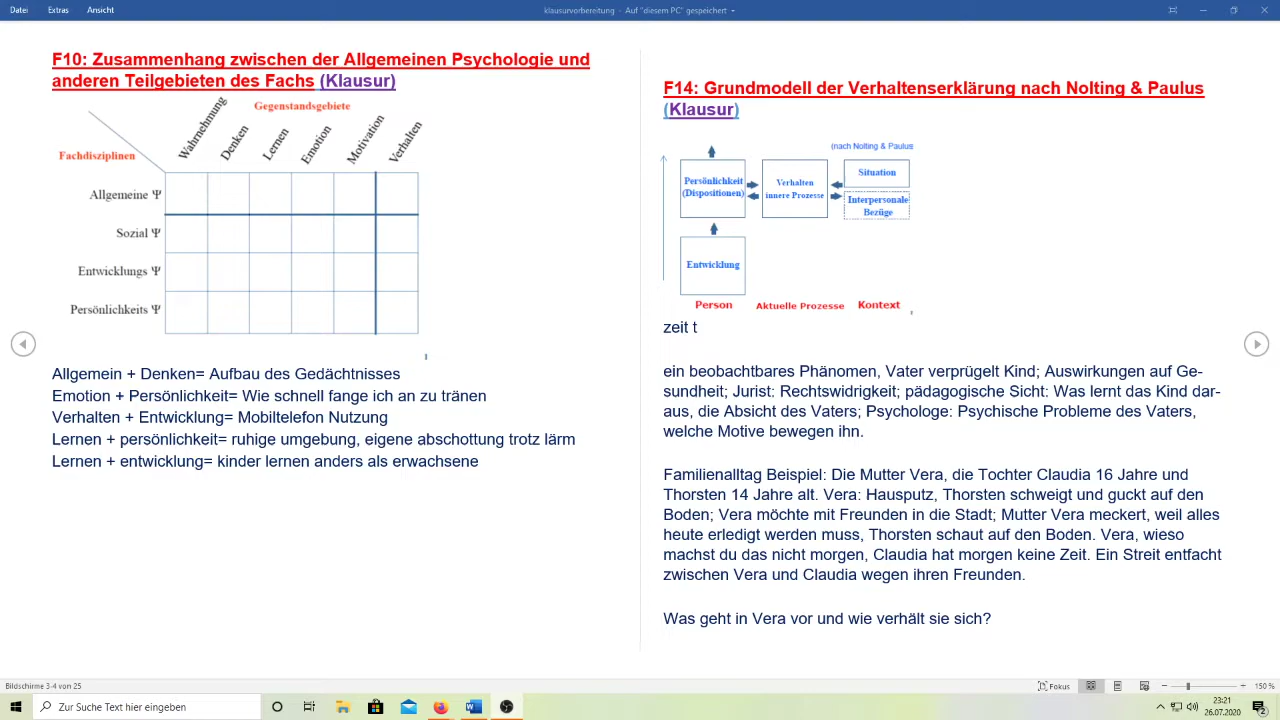 Datei Extras Ansicht
klausurvorbereitung - Auf "diesem PC" gespeichert
F10: Zusammenhang zwischen der Allgemeinen Psychologie und
anderen Teilgebieten des Fachs (Klausur)
Gegenstandsgebiete
Wahrnehmung
Denken
Lernen
Emotion
Motivation
Verhalten
Fachdisziplinen
Allgemeine Ψ
Sozial Ψ
Entwicklungs Ψ
Persönlichkeits Ψ
Allgemein + Denken= Aufbau des Gedächtnisses
Emotion + Persönlichkeit= Wie schnell fange ich an zu tränen
Verhalten + Entwicklung= Mobiltelefon Nutzung
Lernen + persönlichkeit= ruhige umgebung, eigene abschottung trotz lärm
Lernen + entwicklung= kinder lernen anders als erwachsene
F14: Grundmodell der Verhaltenserklärung nach Nolting & Paulus
(Klausur)
(nach Nolting & Paulus
Persönlichkeit
(Dispositionen)
Verhalten
innere Prozesse
Situation
Interpersonale
Bezüge
Entwicklung
Person
Aktuelle Prozesse
Kontext
zeit t
ein beobachtbares Phänomen, Vater verprügelt Kind; Auswirkungen auf Ge-
sundheit; Jurist: Rechtswidrigkeit; pädagogische Sicht: Was lernt das Kind dar-
aus, die Absicht des Vaters; Psychologe: Psychische Probleme des Vaters,
welche Motive bewegen ihn.
Familienalltag Beispiel: Die Mutter Vera, die Tochter Claudia 16 Jahre und
Thorsten 14 Jahre alt. Vera: Hausputz, Thorsten schweigt und guckt auf den
Boden; Vera möchte mit Freunden in die Stadt; Mutter Vera meckert, weil alles
heute erledigt werden muss, Thorsten schaut auf den Boden. Vera, wieso
machst du das nicht morgen, Claudia hat morgen keine Zeit. Ein Streit entfacht
zwischen Vera und Claudia wegen ihren Freunden.
Was geht in Vera vor und wie verhält sie sich?
Bildschirme 3-4 von 25
Fokus
150 %
Zur Suche Text hier eingeben
23:21
26.07.2020
2